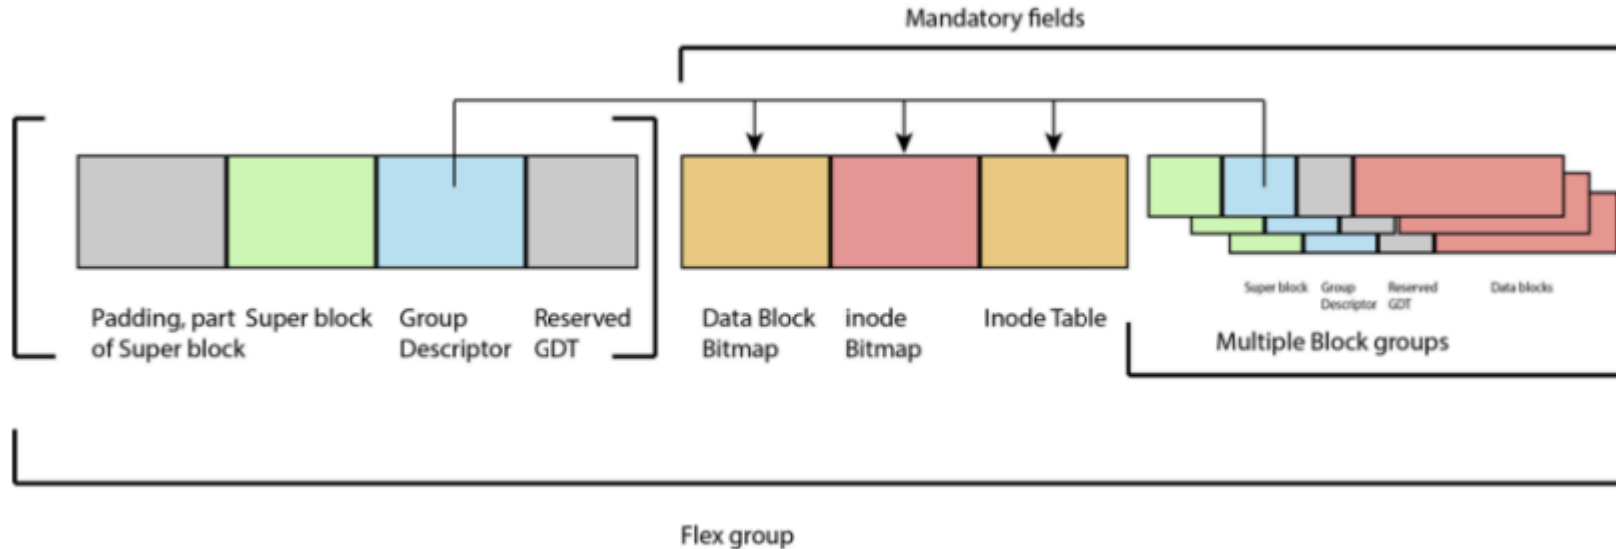 Mandatory fields
Padding, part
of Super block
Super block
Group
Descriptor
Reserved
GDT
Data Block
Bitmap
inode
Bitmap
Inode Table
Super block
Group
Descriptor
Reserved
GDT
Data blocks
Multiple Block groups
Flex group